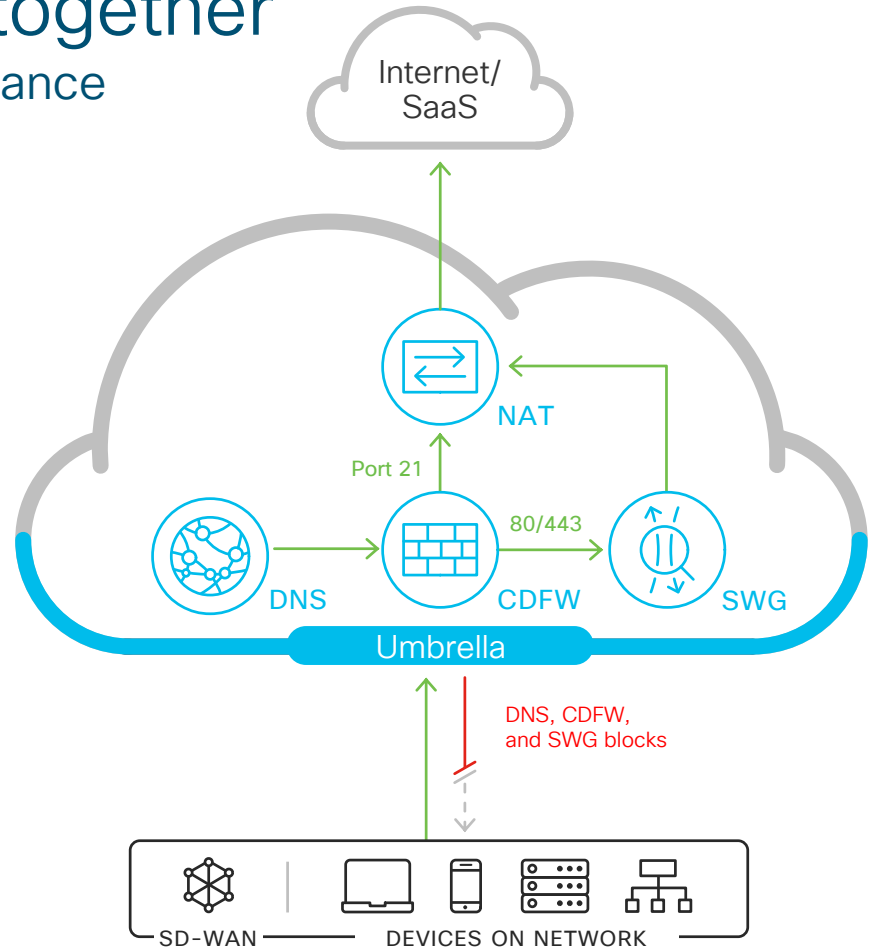 together
ance
Internet/
SaaS
NAT
Port 21
80/443
DNS
CDFW
SWG
Umbrella
DNS, CDFW,
and SWG blocks
SD-WAN
DEVICES ON NETWORK